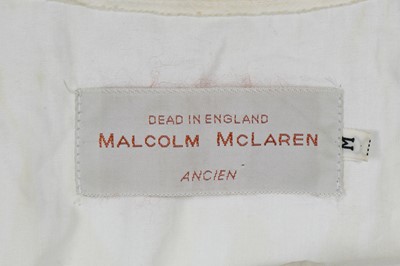 DEAD IN ENGLAND
MALCOLM MCLAREN
M
ANCIEN